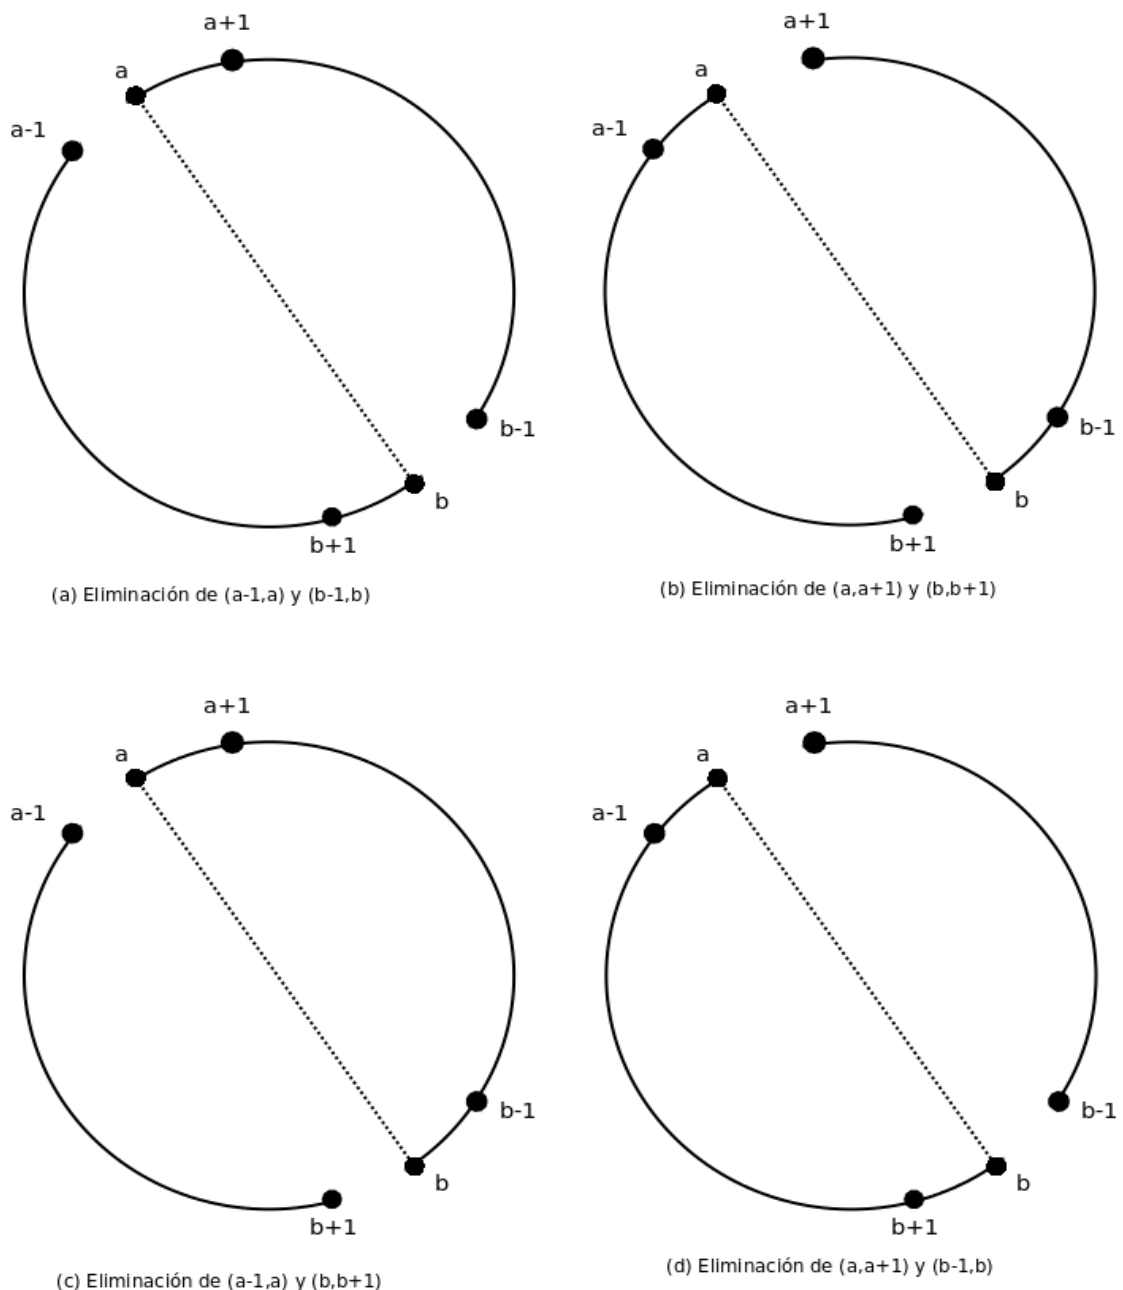 a+1
a
a-1
b-1
b
b+1
(a) Eliminación de (a-1,a) y (b-1,b)
a+1
a
a-1
b-1
b
b+1
(b) Eliminación de (a,a+1) y (b,b+1)
a+1
a
a-1
b-1
b
b+1
(c) Eliminación de (a-1,a) y (b,b+1)
a+1
a
a-1
b-1
b
b+1
(d) Eliminación de (a,a+1) y (b-1,b)